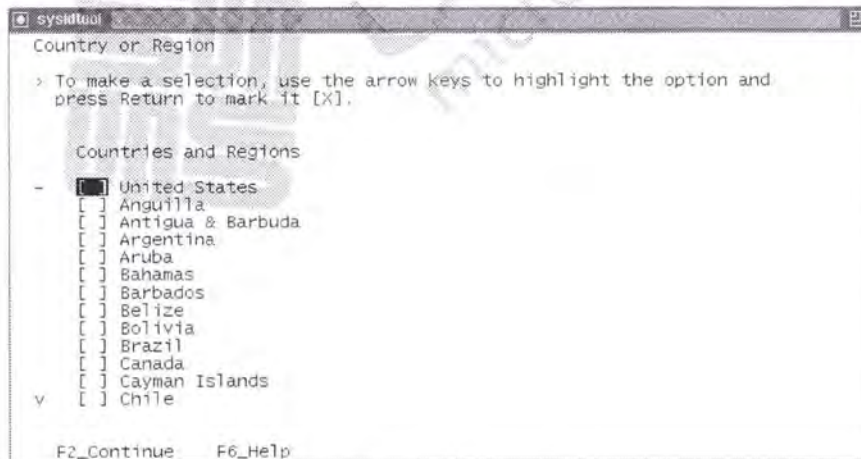 sysidtool
Country or Region
> To make a selection, use the arrow keys to highlight the option and
press Return to mark it [X].
Countries and Regions
- [ ] United States
[ ] Anguilla
[ ] Antigua & Barbuda
[ ] Argentina
[ ] Aruba
[ ] Bahamas
[ ] Barbados
[ ] Belize
[ ] Bolivia
[ ] Brazil
[ ] Canada
[ ] Cayman Islands
v [ ] Chile
F2_Continue F6_Help